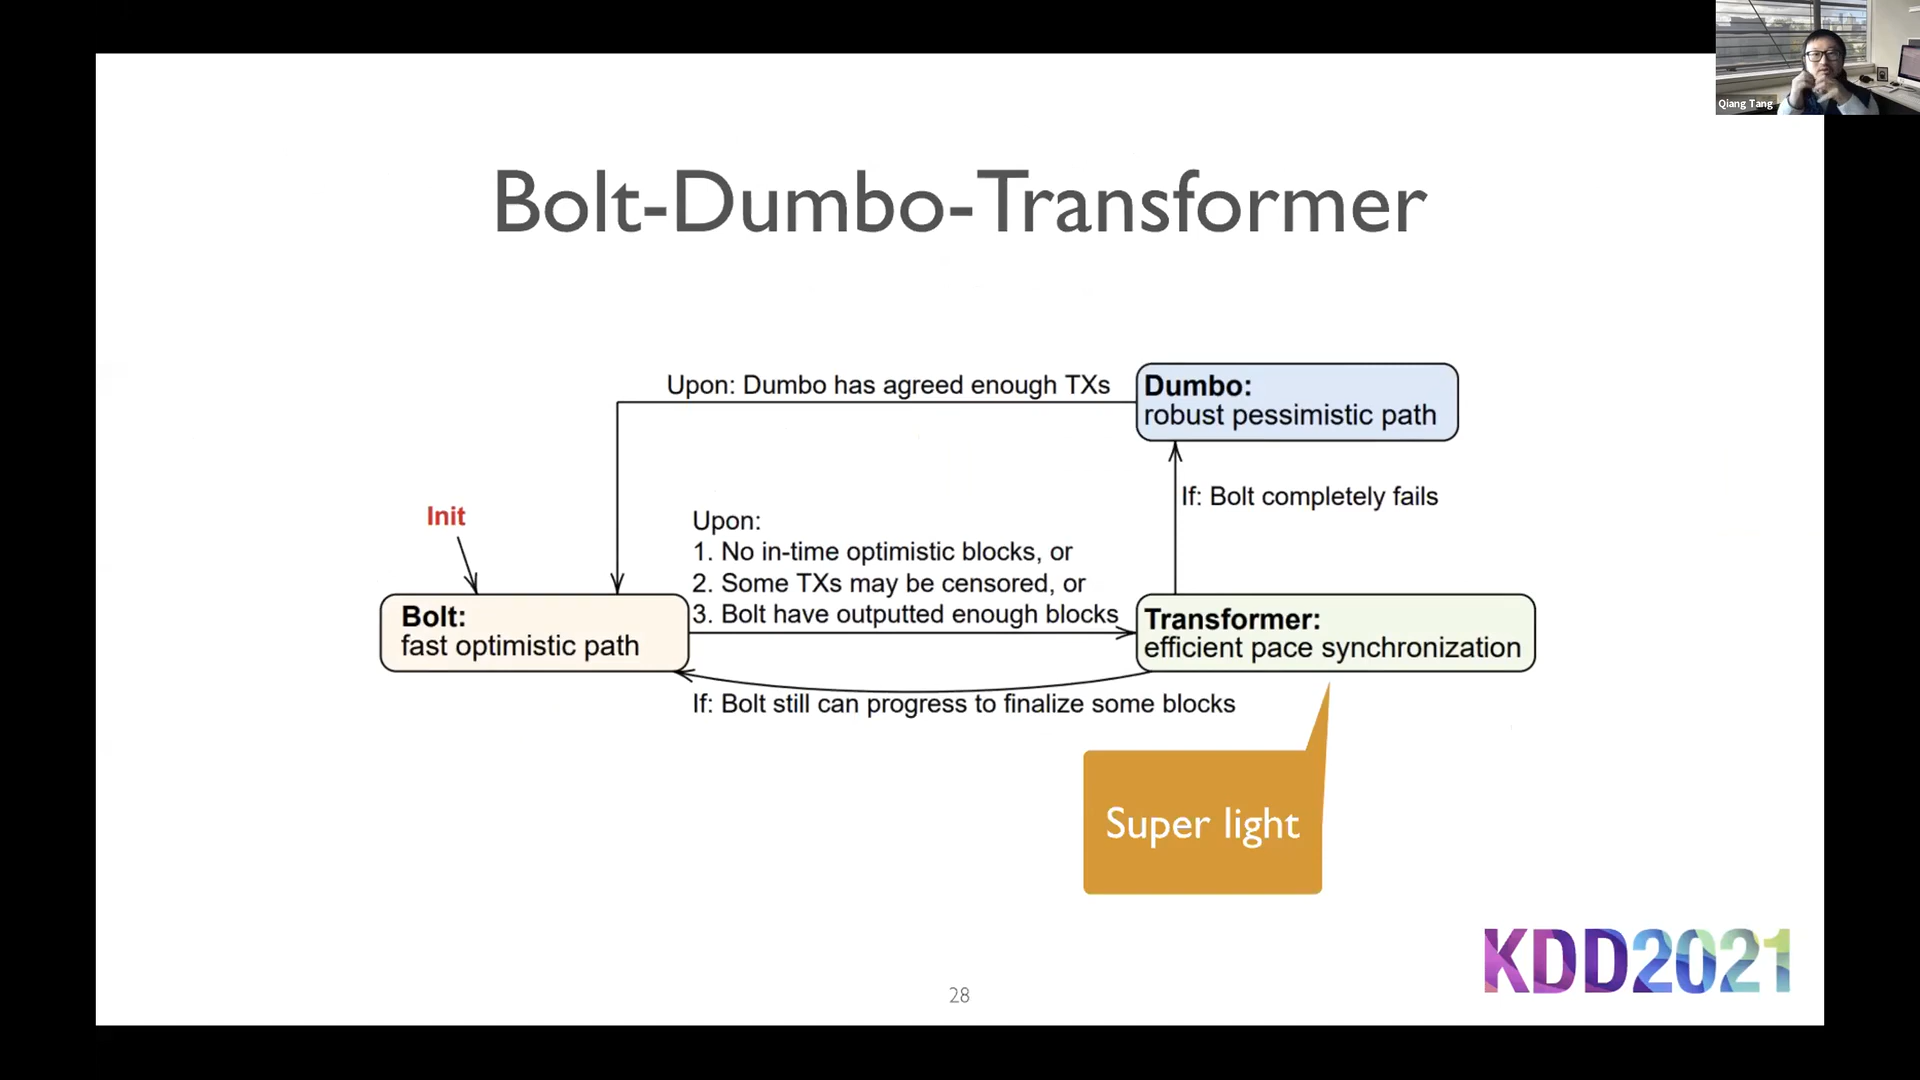 Qiang Tang
Bolt-Dumbo-Transformer
Upon: Dumbo has agreed enough TXs
Dumbo:
robust pessimistic path
If: Bolt completely fails
Init
Upon:
1. No in-time optimistic blocks, or
2. Some TXs may be censored, or
3. Bolt have outputted enough blocks
Bolt:
fast optimistic path
Transformer:
efficient pace synchronization
If: Bolt still can progress to finalize some blocks
Super light
KDD2021
28